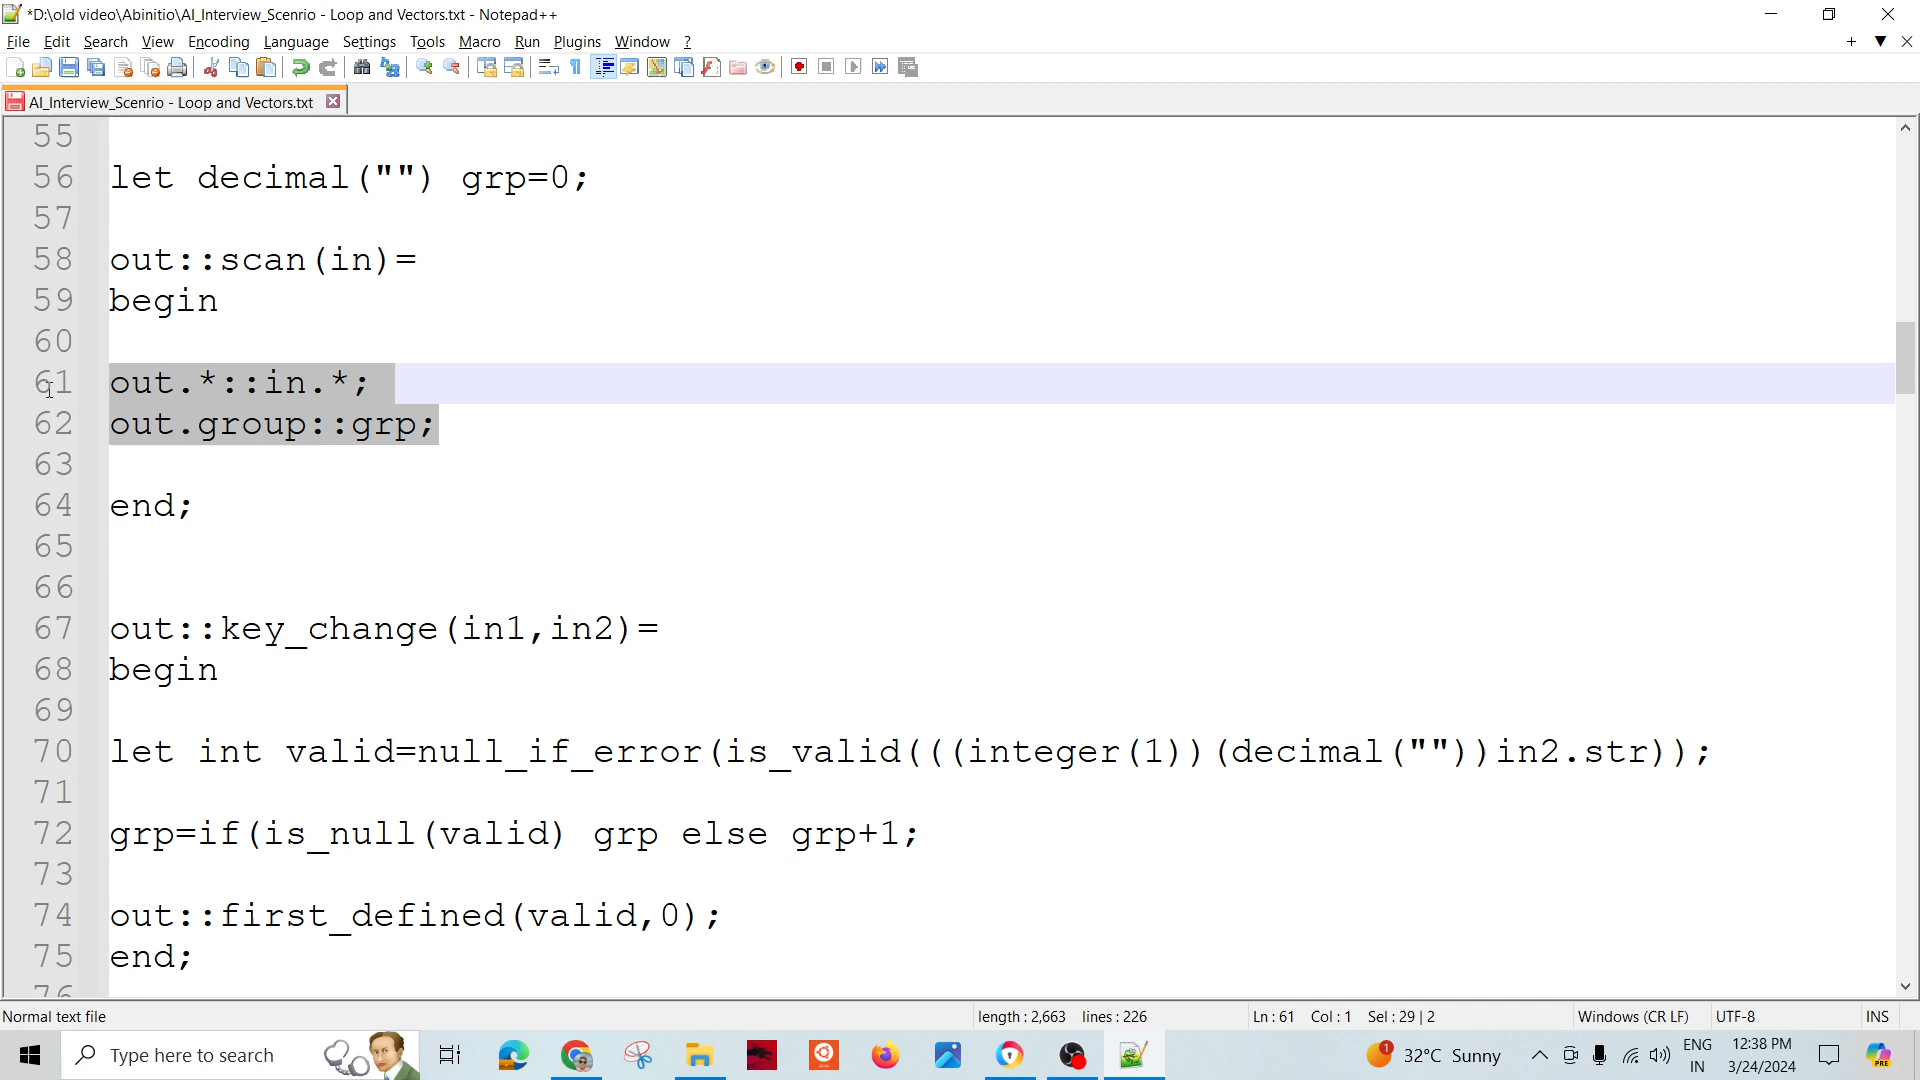 *D:\old video\Abinitio\AI_Interview_Scenrio - Loop and Vectors.txt - Notepad++
File Edit Search View Encoding Language Settings Tools Macro Run Plugins Window ?
AI_Interview_Scenrio - Loop and Vectors.txt
55
56 let decimal("") grp=0;
57
58 out::scan(in)=
59 begin
60
61 out.*::in.*;
62 out.group::grp;
63
64 end;
65
66
67 out::key_change(in1,in2)=
68 begin
69
70 let int valid=null_if_error(is_valid(((integer(1))(decimal(""))in2.str));
71
72 grp=if(is_null(valid) grp else grp+1;
73
74 out::first_defined(valid,0);
75 end;
76
Normal text file length : 2,663 lines : 226 Ln : 61 Col : 1 Sel : 29 | 2 Windows (CR LF) UTF-8 INS
Type here to search 1 32°C Sunny ENG 12:38 PM
IN 3/24/2024
PRE